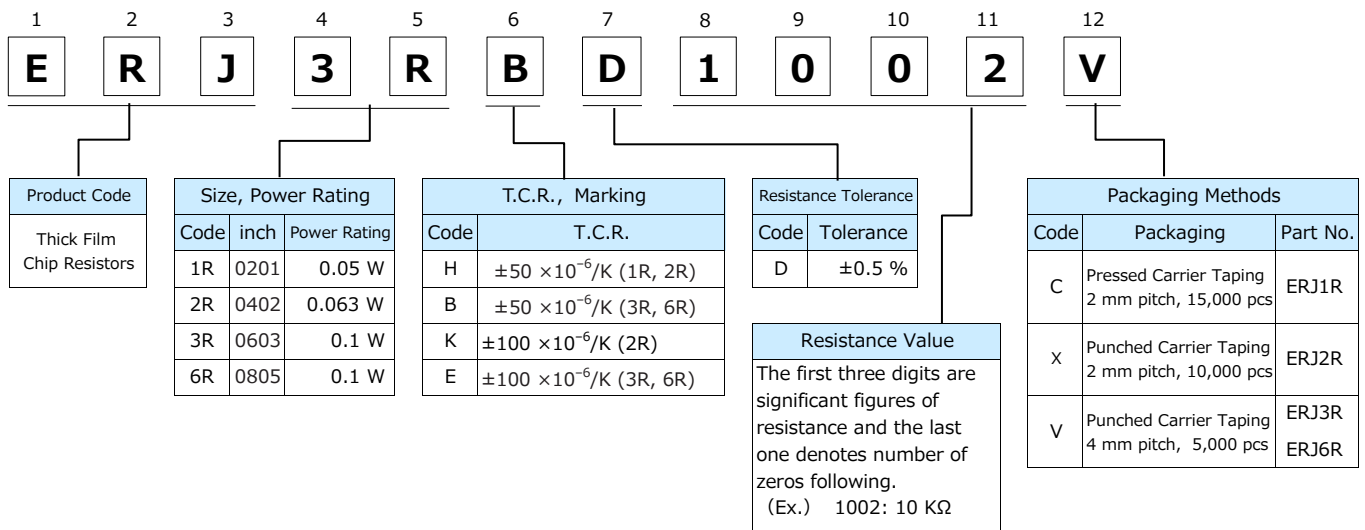 1 2 3 4 5 6 7 8 9 10 11 12
E R J 3 R B D 1 0 0 2 V
Product Code
Thick Film
Chip Resistors
Size, Power Rating
Code inch Power Rating
1R 0201 0.05 W
2R 0402 0.063 W
3R 0603 0.1 W
6R 0805 0.1 W
T.C.R., Marking
Code T.C.R.
H ±50 ×10⁻⁶/K (1R, 2R)
B ±50 ×10⁻⁶/K (3R, 6R)
K ±100 ×10⁻⁶/K (2R)
E ±100 ×10⁻⁶/K (3R, 6R)
Resistance Tolerance
Code Tolerance
D ±0.5 %
Resistance Value
The first three digits are
significant figures of
resistance and the last
one denotes number of
zeros following.
(Ex.) 1002: 10 KΩ
Packaging Methods
Code Packaging Part No.
C Pressed Carrier Taping
2 mm pitch, 15,000 pcs ERJ1R
X Punched Carrier Taping
2 mm pitch, 10,000 pcs ERJ2R
V Punched Carrier Taping
4 mm pitch, 5,000 pcs
ERJ3R
ERJ6R